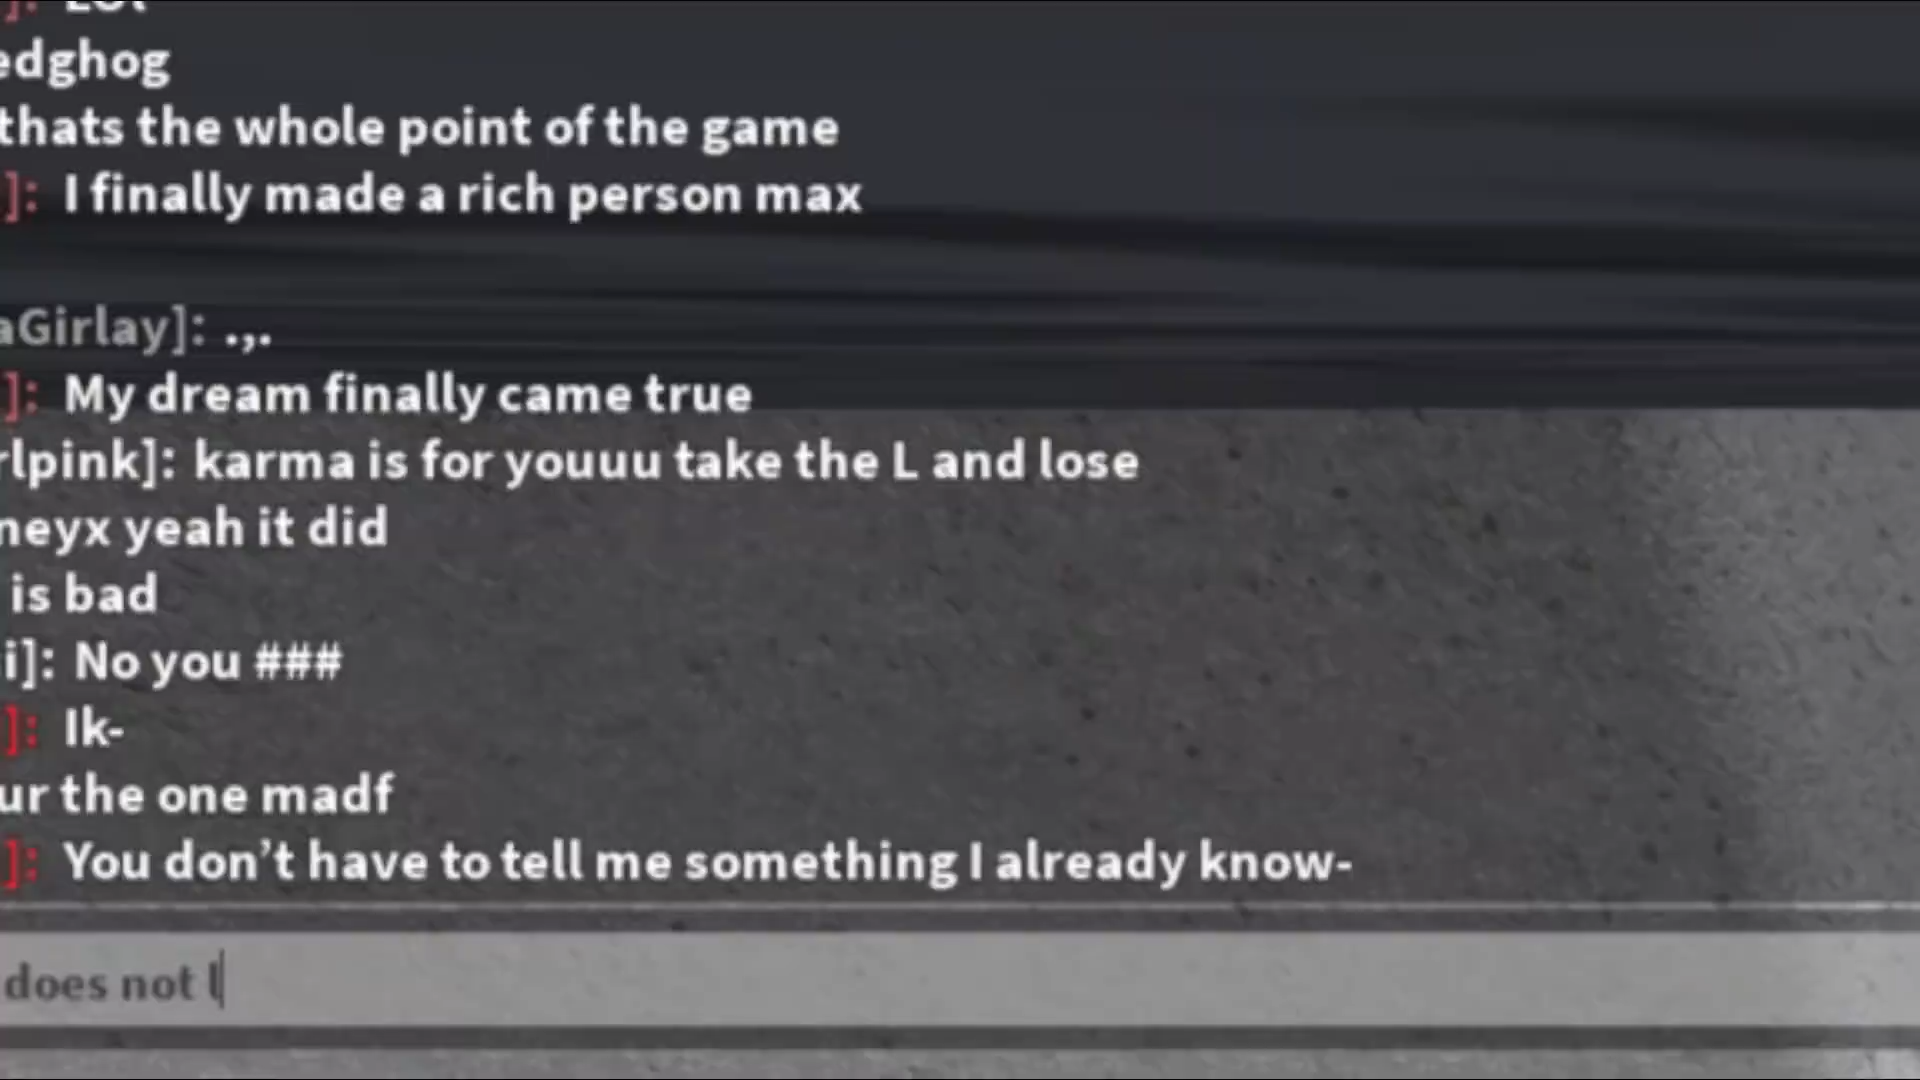 ]: LOl
edghog
thats the whole point of the game
]: I finally made a rich person max
aGirlay]: .,.
]: My dream finally came true
rlpink]: karma is for youuu take the L and lose
neyx yeah it did
is bad
i]: No you ###
]: Ik-
ur the one madf
]: You don’t have to tell me something I already know-
does not l